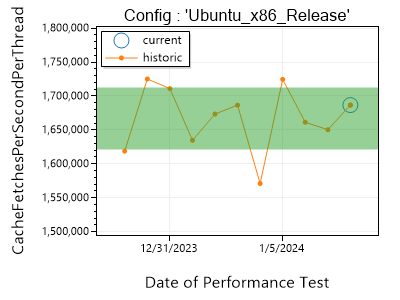 Config : 'Ubuntu_x86_Release'
CacheFetchesPerSecondPerThread
1,800,000
1,750,000
1,700,000
1,650,000
1,600,000
1,550,000
1,500,000
current
historic
12/31/2023
1/5/2024
Date of Performance Test